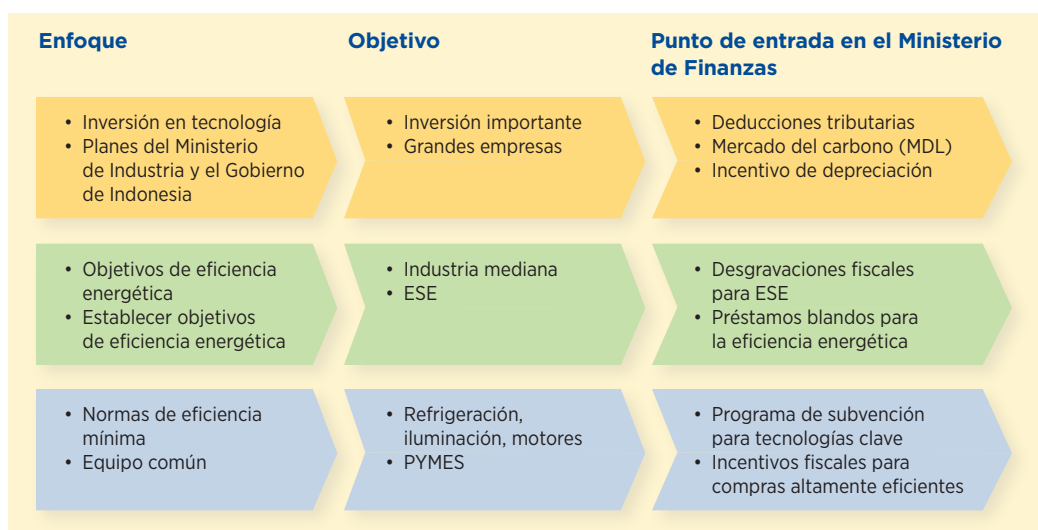 Enfoque
Objetivo
Punto de entrada en el Ministerio
de Finanzas
• Inversión en tecnología
• Planes del Ministerio
de Industria y el Gobierno
de Indonesia
• Inversión importante
• Grandes empresas
• Deducciones tributarias
• Mercado del carbono (MDL)
• Incentivo de depreciación
• Objetivos de eficiencia
energética
• Establecer objetivos
de eficiencia energética
• Industria mediana
• ESE
• Desgravaciones fiscales
para ESE
• Préstamos blandos para
la eficiencia energética
• Normas de eficiencia
mínima
• Equipo común
• Refrigeración,
iluminación, motores
• PYMES
• Programa de subvención
para tecnologías clave
• Incentivos fiscales para
compras altamente eficientes